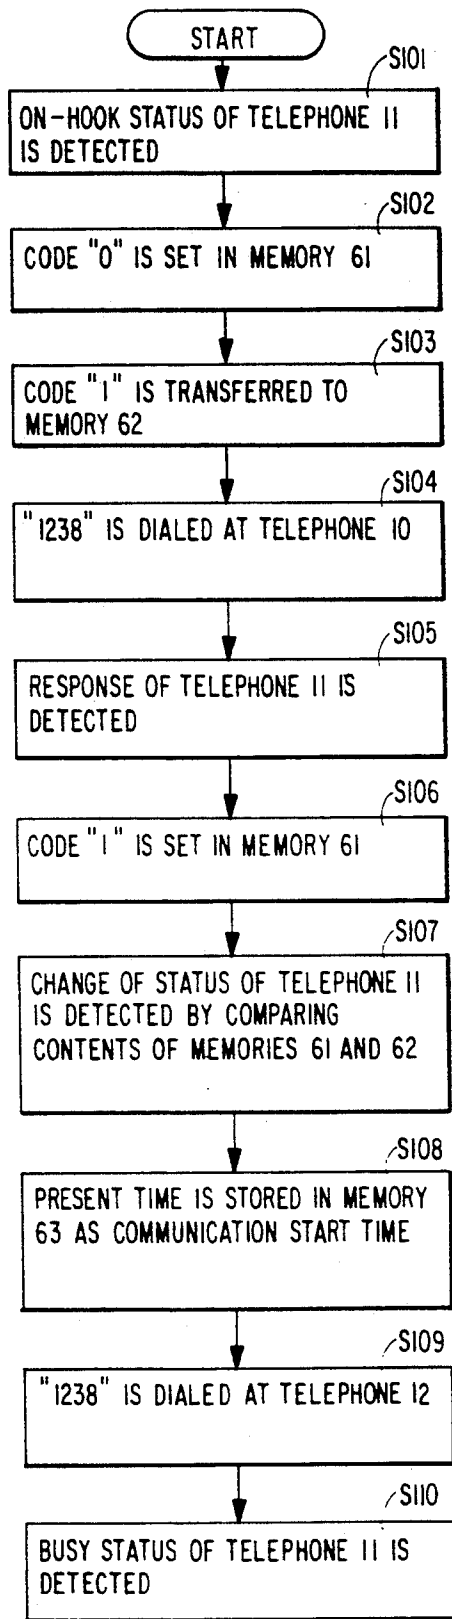 START
S101
ON-HOOK STATUS OF TELEPHONE 11
IS DETECTED
S102
CODE "0" IS SET IN MEMORY 61
S103
CODE "1" IS TRANSFERRED TO
MEMORY 62
S104
"1238" IS DIALED AT TELEPHONE 10
S105
RESPONSE OF TELEPHONE 11 IS
DETECTED
S106
CODE "1" IS SET IN MEMORY 61
S107
CHANGE OF STATUS OF TELEPHONE 11
IS DETECTED BY COMPARING
CONTENTS OF MEMORIES 61 AND 62
S108
PRESENT TIME IS STORED IN MEMORY
63 AS COMMUNICATION START TIME
S109
"1238" IS DIALED AT TELEPHONE 12
S110
BUSY STATUS OF TELEPHONE 11 IS
DETECTED